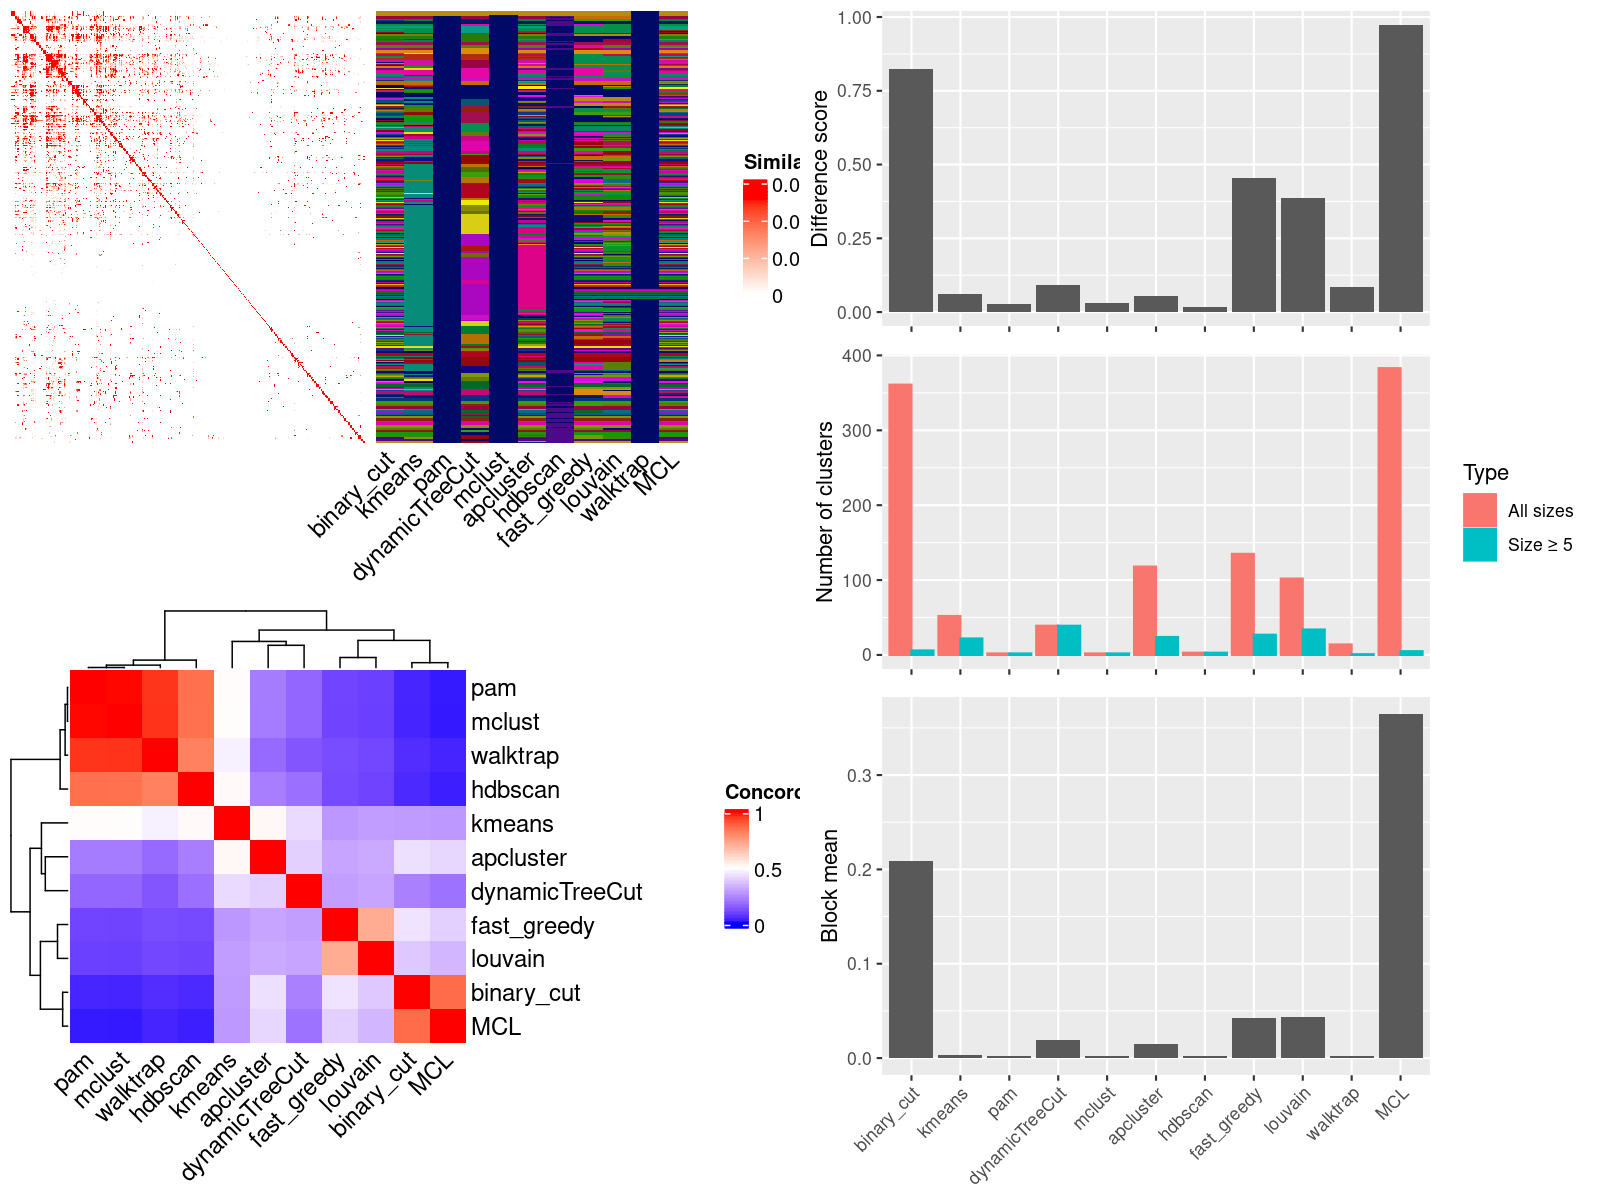 Simila
0.0
0.0
0.0
0
binary_cut
kmeans
pam
dynamicTreeCut
mclust
apcluster
hdbscan
fast_greedy
louvain
walktrap
MCL
pam
mclust
walktrap
hdbscan
kmeans
apcluster
dynamicTreeCut
fast_greedy
louvain
binary_cut
MCL
Concord
1
0.5
0
pam
mclust
walktrap
hdbscan
kmeans
apcluster
dynamicTreeCut
fast_greedy
louvain
binary_cut
MCL
Difference score
1.00
0.75
0.50
0.25
0.00
Number of clusters
400
300
200
100
0
Type
All sizes
Size ≥ 5
Block mean
0.3
0.2
0.1
0.0
binary_cut
kmeans
pam
dynamicTreeCut
mclust
apcluster
hdbscan
fast_greedy
louvain
walktrap
MCL